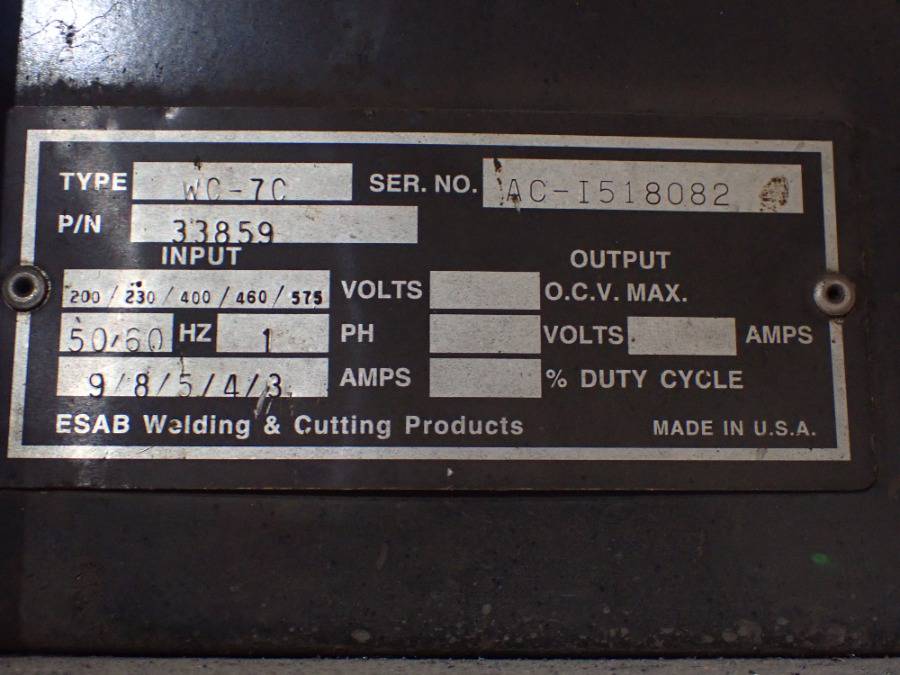 TYPE WC-7C SER. NO. AC-I518082
P/N 33859
INPUT OUTPUT
200/230/400/460/575 VOLTS O.C.V. MAX.
50/60 HZ 1 PH VOLTS AMPS
9/8/5/4/3 AMPS % DUTY CYCLE
ESAB Welding & Cutting Products MADE IN U.S.A.